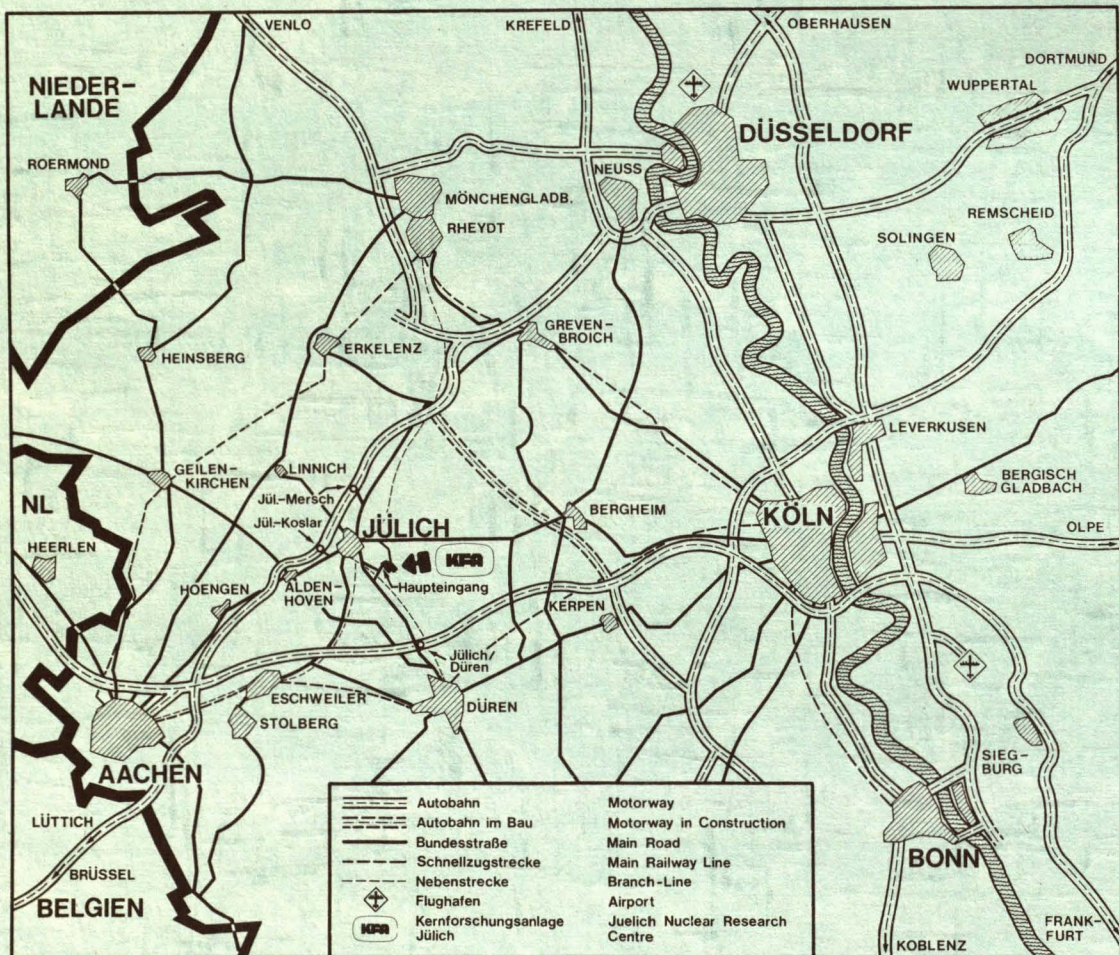 VENLO
KREFELD
OBERHAUSEN
DORTMUND
NIEDER-
LANDE
WUPPERTAL
DÜSSELDORF
ROERMOND
NEUSS
MÖNCHENGLADB.
RHEYDT
REMSCHEID
SOLINGEN
GREVEN-
BROICH
ERKELENZ
HEINSBERG
LEVERKUSEN
GEILEN-
KIRCHEN
LINNICH
Jül.-Mersch
BERGISCH
GLADBACH
NL
Jül.-Koslar
JÜLICH
BERGHEIM
KÖLN
OLPE
HEERLEN
KFA
Haupteingang
HOENGEN
ALDEN-
HOVEN
KERPEN
Jülich/
Düren
ESCHWEILER
DÜREN
STOLBERG
AACHEN
SIEG-
BURG
LÜTTICH
BRÜSSEL
BELGIEN
BONN
FRANK-
FURT
KOBLENZ
Autobahn Motorway
Autobahn im Bau Motorway in Construction
Bundesstraße Main Road
Schnellzugstrecke Main Railway Line
Nebenstrecke Branch-Line
Flughafen Airport
KFA Kernforschungsanlage Juelich Nuclear Research
Jülich Centre